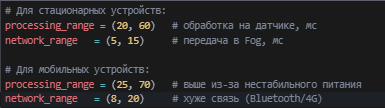 # Для стационарных устройств:
processing_range = (20, 60)   # обработка на датчике, мс
network_range   = (5, 15)    # передача в Fog, мс

# Для мобильных устройств:
processing_range = (25, 70)   # выше из-за нестабильного питания
network_range   = (8, 20)    # хуже связь (Bluetooth/4G)